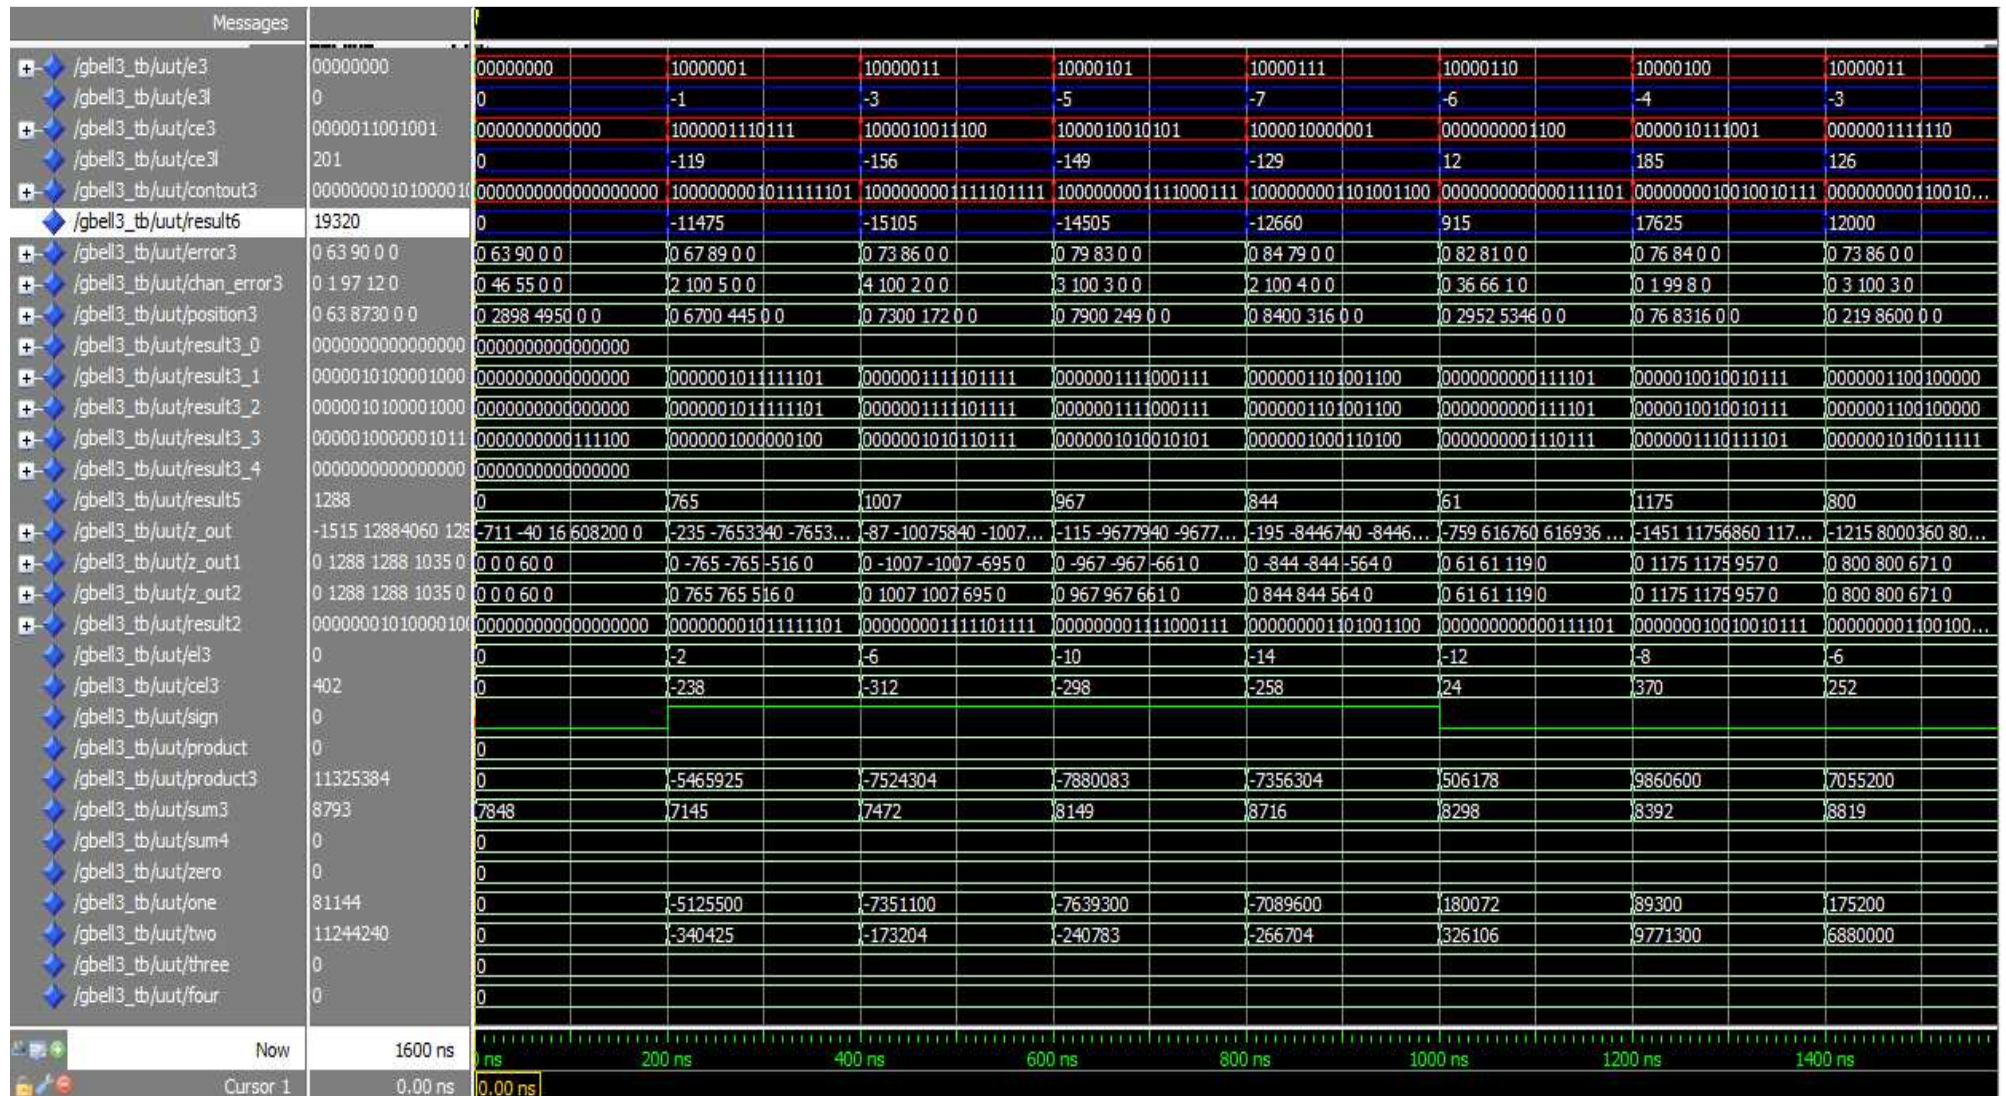 Messages
/gbell3_tb/uut/e3 00000000 00000000 10000001 10000011 10000101 10000111 10000110 10000100 10000011
/gbell3_tb/uut/e3l 0 0 -1 -3 -5 -7 -6 -4 -3
/gbell3_tb/uut/ce3 0000011001001 0000000000000 1000001110111 1000010011100 1000010010101 1000010000001 0000000001100 0000010111001 0000001111110
/gbell3_tb/uut/ce3l 201 0 -119 -156 -149 -129 12 185 126
/gbell3_tb/uut/contout3 0000000010100010 0000000000000000000 1000000001011111101 1000000001111101111 1000000001111000111 1000000001101001100 0000000000000111101 0000000010010010111 000000000110010...
/gbell3_tb/uut/result6 19320 0 -11475 -15105 -14505 -12660 915 17625 12000
/gbell3_tb/uut/error3 0 63 90 0 0 0 63 90 0 0 0 67 89 0 0 0 73 86 0 0 0 79 83 0 0 0 84 79 0 0 0 82 81 0 0 0 76 84 0 0 0 73 86 0 0
/gbell3_tb/uut/chan_error3 0 1 97 12 0 0 46 55 0 0 2 100 5 0 0 4 100 2 0 0 3 100 3 0 0 2 100 4 0 0 0 36 66 1 0 0 1 99 8 0 0 3 100 3 0
/gbell3_tb/uut/position3 0 63 8730 0 0 0 2898 4950 0 0 0 6700 445 0 0 0 7300 172 0 0 0 7900 249 0 0 0 8400 316 0 0 0 2952 5346 0 0 0 76 8316 0 0 0 219 8600 0 0
/gbell3_tb/uut/result3_0 0000000000000000 0000000000000000
/gbell3_tb/uut/result3_1 0000010100001000 0000000000000000 0000001011111101 0000001111101111 0000001111000111 0000001101001100 0000000000111101 0000010010010111 0000001100100000
/gbell3_tb/uut/result3_2 0000010100001000 0000000000000000 0000001011111101 0000001111101111 0000001111000111 0000001101001100 0000000000111101 0000010010010111 0000001100100000
/gbell3_tb/uut/result3_3 0000010000001011 0000000000111100 0000001000000100 0000001010110111 0000001010010101 0000001000110100 0000000001110111 0000001110111101 0000001010011111
/gbell3_tb/uut/result3_4 0000000000000000 0000000000000000
/gbell3_tb/uut/result5 1288 0 765 1007 967 844 61 1175 800
/gbell3_tb/uut/z_out -1515 12884060 128 -711 -40 16 608200 0 -235 -7653340 -7653... -87 -10075840 -1007... -115 -9677940 -9677... -195 -8446740 -8446... -759 616760 616936 ... -1451 11756860 117... -1215 8000360 80...
/gbell3_tb/uut/z_out1 0 1288 1288 1035 0 0 0 0 60 0 0 -765 -765 -516 0 0 -1007 -1007 -695 0 0 -967 -967 -661 0 0 -844 -844 -564 0 0 61 61 119 0 0 1175 1175 957 0 0 800 800 671 0
/gbell3_tb/uut/z_out2 0 1288 1288 1035 0 0 0 0 60 0 0 765 765 516 0 0 1007 1007 695 0 0 967 967 661 0 0 844 844 564 0 0 61 61 119 0 0 1175 1175 957 0 0 800 800 671 0
/gbell3_tb/uut/result2 0000000101000010 000000000000000000 000000001011111101 000000001111101111 000000001111000111 000000001101001100 000000000000111101 000000010010010111 000000001100100...
/gbell3_tb/uut/el3 0 0 -2 -6 -10 -14 -12 -8 -6
/gbell3_tb/uut/cel3 402 0 -238 -312 -298 -258 24 370 252
/gbell3_tb/uut/sign 0
/gbell3_tb/uut/product 0 0
/gbell3_tb/uut/product3 11325384 0 -5465925 -7524304 -7880083 -7356304 506178 9860600 7055200
/gbell3_tb/uut/sum3 8793 7848 7145 7472 8149 8716 8298 8392 8819
/gbell3_tb/uut/sum4 0 0
/gbell3_tb/uut/zero 0 0
/gbell3_tb/uut/one 81144 0 -5125500 -7351100 -7639300 -7089600 180072 89300 175200
/gbell3_tb/uut/two 11244240 0 -340425 -173204 -240783 -266704 326106 9771300 6880000
/gbell3_tb/uut/three 0 0
/gbell3_tb/uut/four 0 0
Now 1600 ns ns 200 ns 400 ns 600 ns 800 ns 1000 ns 1200 ns 1400 ns
Cursor 1 0.00 ns 0.00 ns